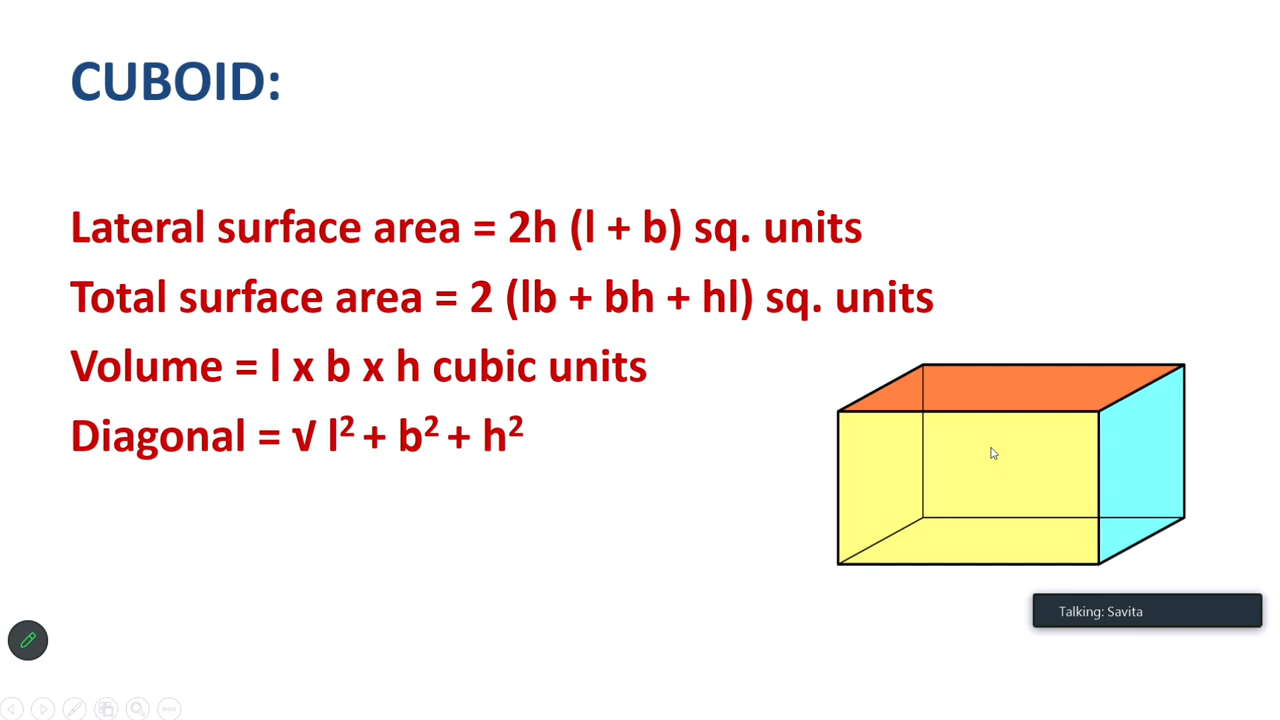 CUBOID:
Lateral surface area = 2h (l + b) sq. units
Total surface area = 2 (lb + bh + hl) sq. units
Volume = l x b x h cubic units
Diagonal = √ l² + b² + h²
Talking: Savita